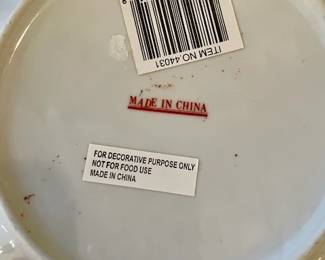 ITEM NO.44031
MADE IN CHINA
FOR DECORATIVE PURPOSE ONLY
NOT FOR FOOD USE
MADE IN CHINA